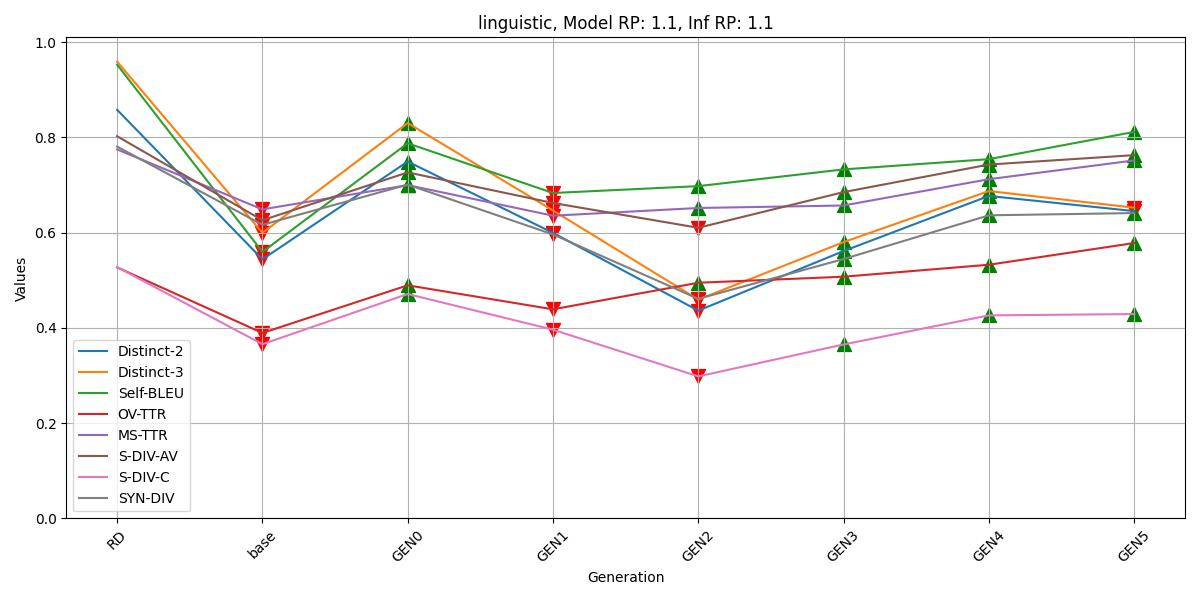 linguistic, Model RP: 1.1, Inf RP: 1.1
1.0
0.8
0.6
0.4
0.2
0.0
Values
Distinct-2
Distinct-3
Self-BLEU
OV-TTR
MS-TTR
S-DIV-AV
S-DIV-C
SYN-DIV
RD
base
GEN0
GEN1
GEN2
GEN3
GEN4
GEN5
Generation